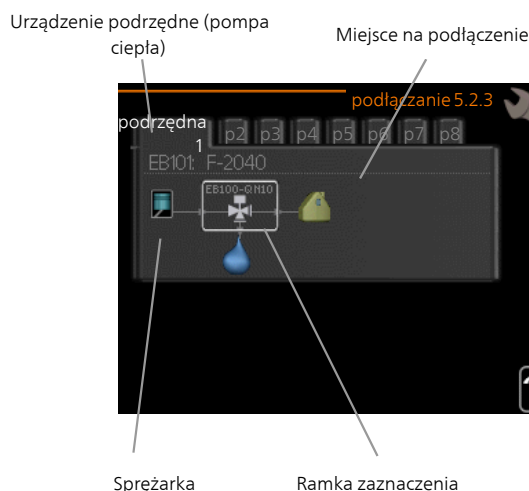 Urządzenie podrzędne (pompa
ciepła)
Miejsce na podłączenie
podłączanie 5.2.3
podrzędna
1
p2 p3 p4 p5 p6 p7 p8
EB101: F-2040
EB100-QN10
Sprężarka
Ramka zaznaczenia